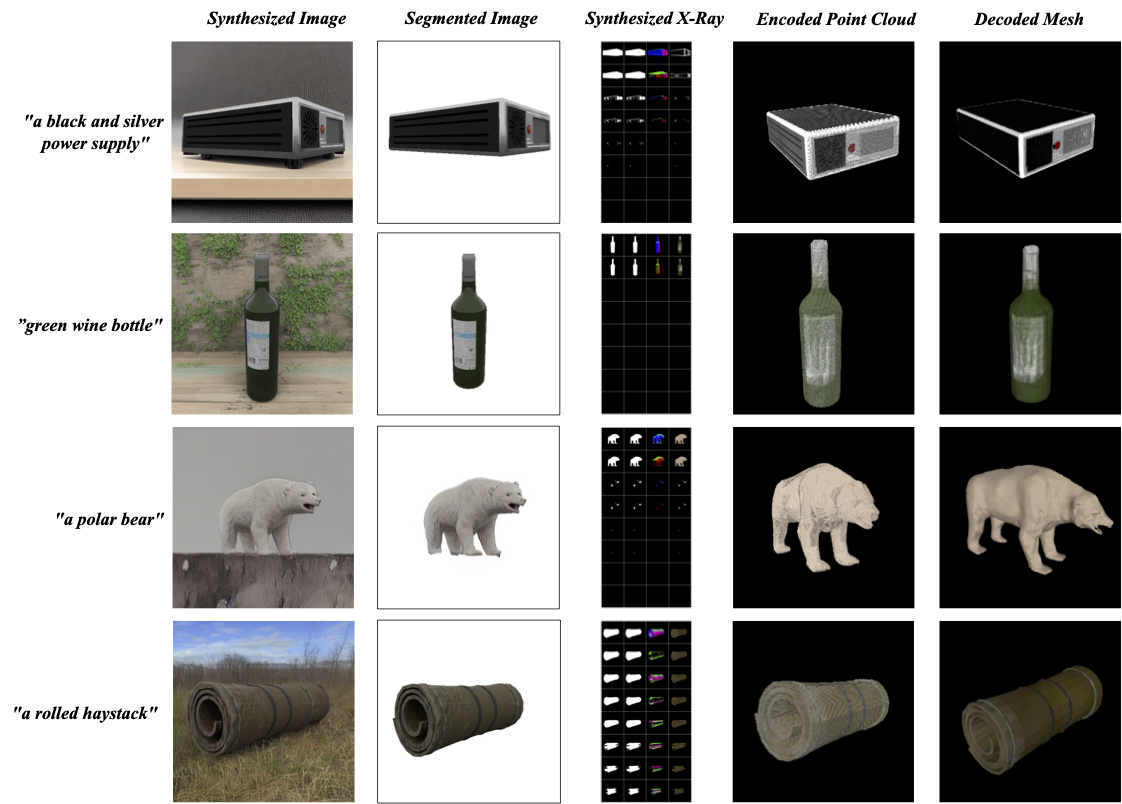 Synthesized Image Segmented Image Synthesized X-Ray Encoded Point Cloud Decoded Mesh
"a black and silver
power supply"
”green wine bottle"
"a polar bear"
"a rolled haystack"